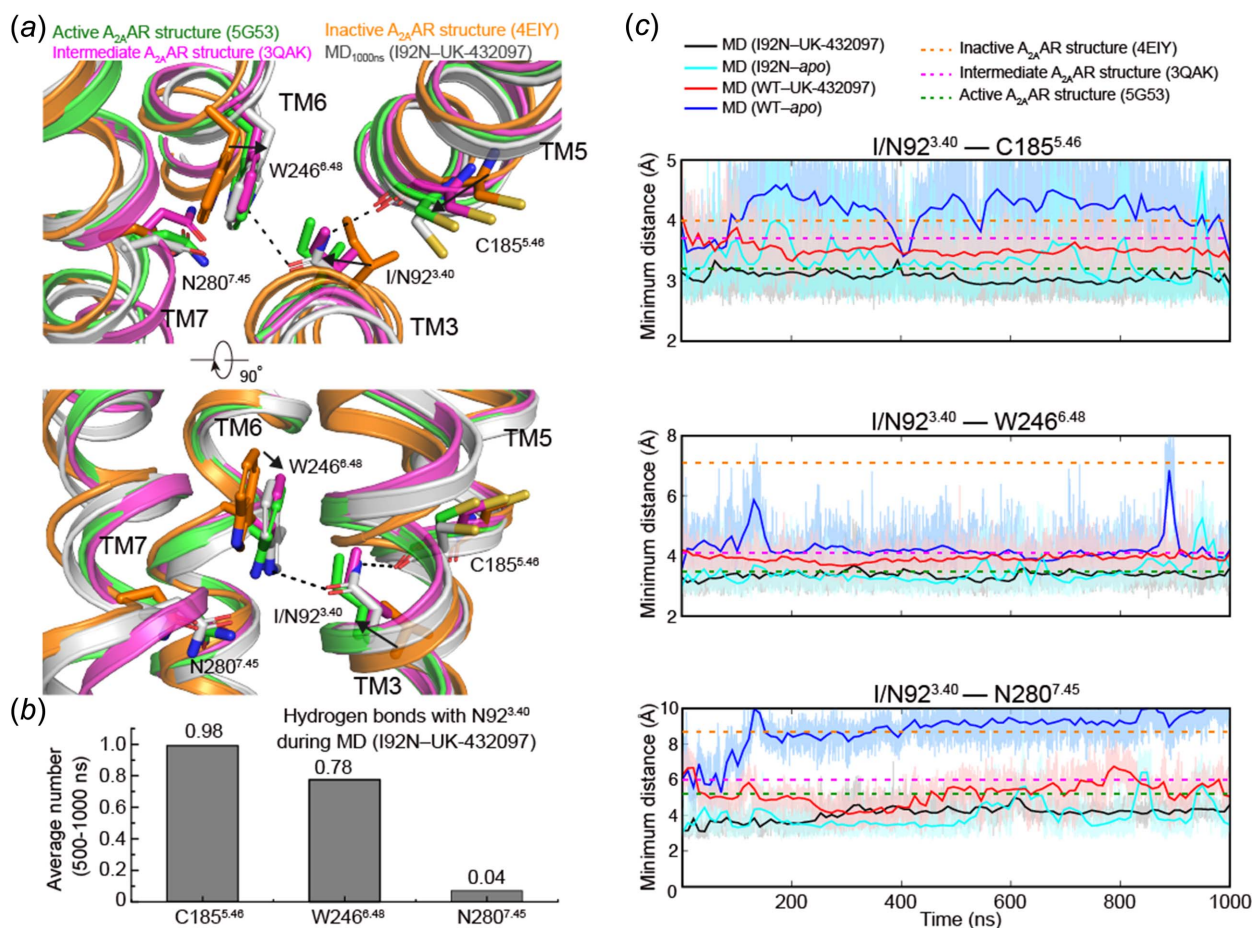 (a)
Active A2AAR structure (5G53) Inactive A2AAR structure (4EIY)
Intermediate A2AAR structure (3QAK) MD1000ns (I92N–UK-432097)
TM6
TM5
W246^6.48
C185^5.46
N280^7.45
I/N92^3.40
TM7
TM3
90°
TM6
TM5
W246^6.48
TM7
C185^5.46
I/N92^3.40
N280^7.45
TM3
(b)
Hydrogen bonds with N92^3.40
during MD (I92N–UK-432097)
Average number
(500-1000 ns)
1.0
0.8
0.6
0.4
0.2
0
0.98
0.78
0.04
C185^5.46 W246^6.48 N280^7.45
(c)
MD (I92N–UK-432097)
MD (I92N–apo)
MD (WT–UK-432097)
MD (WT–apo)
Inactive A2AAR structure (4EIY)
Intermediate A2AAR structure (3QAK)
Active A2AAR structure (5G53)
I/N92^3.40 — C185^5.46
Minimum distance (Å)
5
4
3
2
I/N92^3.40 — W246^6.48
Minimum distance (Å)
8
6
4
2
I/N92^3.40 — N280^7.45
Minimum distance (Å)
10
8
6
4
2
0
200 400 600 800 1000
Time (ns)